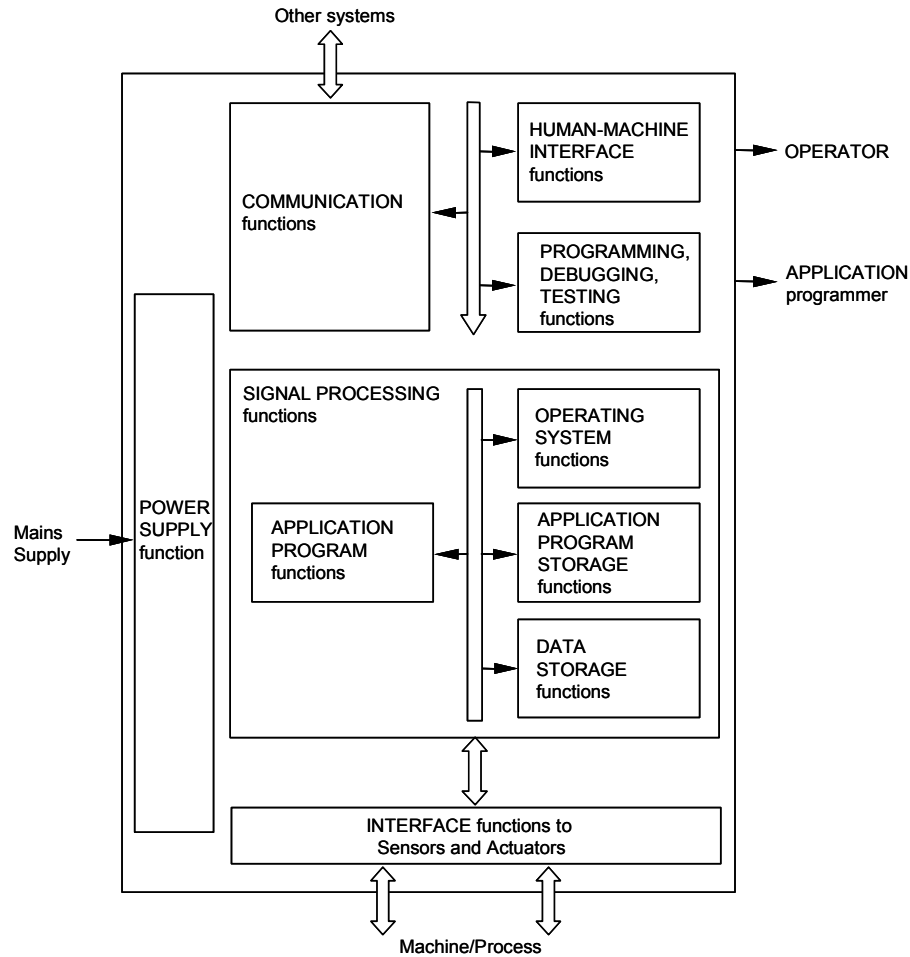 Other systems
HUMAN-MACHINE
INTERFACE
functions
OPERATOR
COMMUNICATION
functions
PROGRAMMING,
DEBUGGING,
TESTING
functions
APPLICATION
programmer
SIGNAL PROCESSING
functions
OPERATING
SYSTEM
functions
Mains
Supply
POWER
SUPPLY
function
APPLICATION
PROGRAM
functions
APPLICATION
PROGRAM
STORAGE
functions
DATA
STORAGE
functions
INTERFACE functions to
Sensors and Actuators
Machine/Process